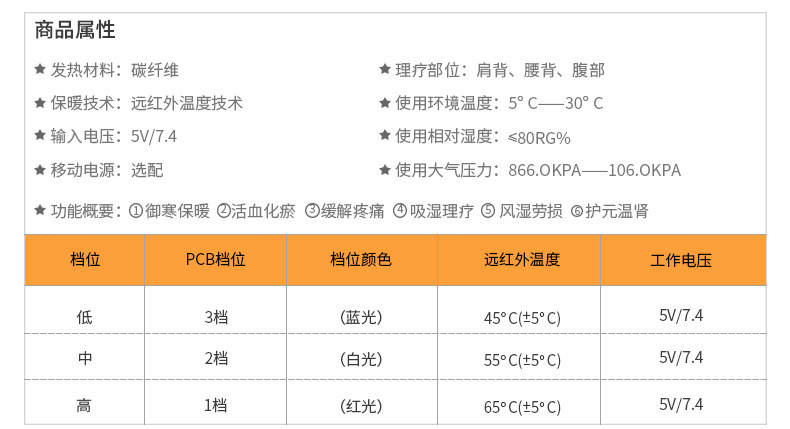 商品属性
★ 发热材料：碳纤维
★ 理疗部位：肩背、腰背、腹部
★ 保暖技术：远红外温度技术
★ 使用环境温度：5° C——30° C
★ 输入电压：5V/7.4
★ 使用相对湿度：≤80RG%
★ 移动电源：选配
★ 使用大气压力：866.OKPA——106.OKPA
★ 功能概要：①御寒保暖 ②活血化瘀 ③缓解疼痛 ④吸湿理疗 ⑤风湿劳损 ⑥护元温肾
档位 PCB档位 档位颜色 远红外温度 工作电压
低 3档 （蓝光） 45°C(±5°C) 5V/7.4
中 2档 （白光） 55°C(±5°C) 5V/7.4
高 1档 （红光） 65°C(±5°C) 5V/7.4